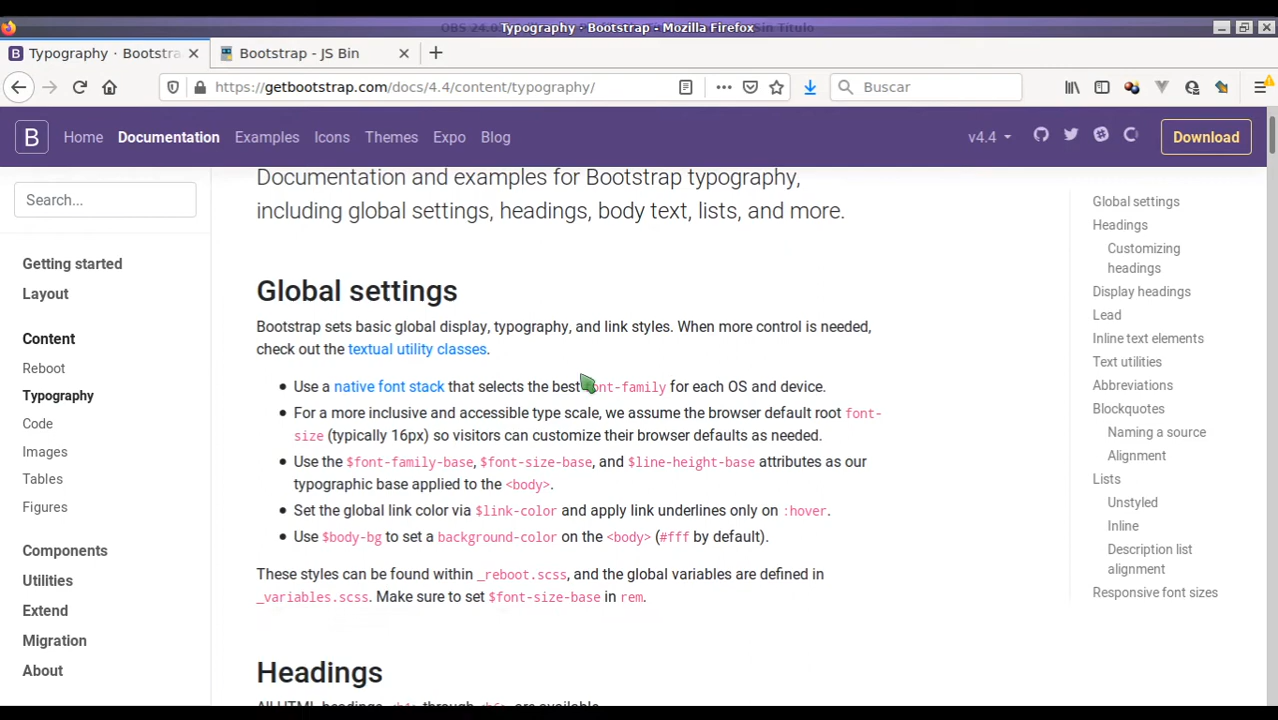 Typography · Bootstrap - Mozilla Firefox
Typography · Bootstra
Bootstrap - JS Bin
https://getbootstrap.com/docs/4.4/content/typography/
Buscar
B
Home
Documentation
Examples
Icons
Themes
Expo
Blog
v4.4
Download
Search...
Getting started
Layout
Content
Reboot
Typography
Code
Images
Tables
Figures
Components
Utilities
Extend
Migration
About
Documentation and examples for Bootstrap typography,
including global settings, headings, body text, lists, and more.
Global settings
Bootstrap sets basic global display, typography, and link styles. When more control is needed,
check out the textual utility classes.
Use a native font stack that selects the best font-family for each OS and device.
For a more inclusive and accessible type scale, we assume the browser default root font-
size (typically 16px) so visitors can customize their browser defaults as needed.
Use the $font-family-base, $font-size-base, and $line-height-base attributes as our
typographic base applied to the <body>.
Set the global link color via $link-color and apply link underlines only on :hover.
Use $body-bg to set a background-color on the <body> (#fff by default).
These styles can be found within _reboot.scss, and the global variables are defined in
_variables.scss. Make sure to set $font-size-base in rem.
Headings
All HTML headings, <h1> through <h6>, are available.
Global settings
Headings
Customizing
headings
Display headings
Lead
Inline text elements
Text utilities
Abbreviations
Blockquotes
Naming a source
Alignment
Lists
Unstyled
Inline
Description list
alignment
Responsive font sizes